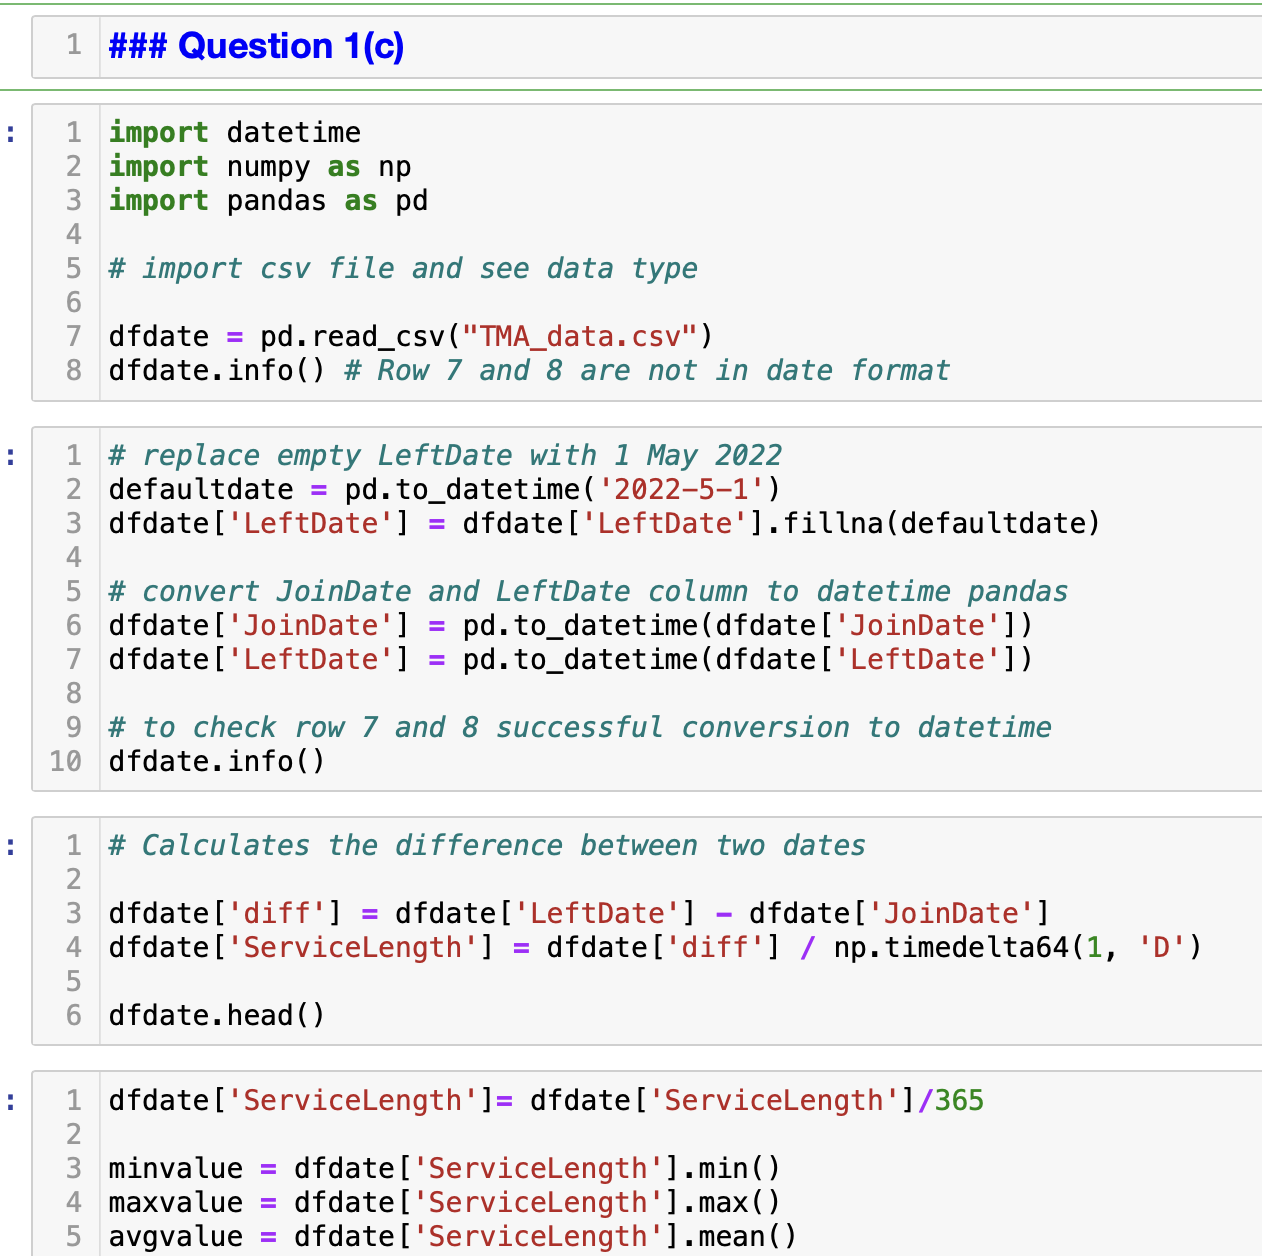 1 ### Question 1(c)
: 1 import datetime
2 import numpy as np
3 import pandas as pd
4
5 # import csv file and see data type
6
7 dfdate = pd.read_csv("TMA_data.csv")
8 dfdate.info() # Row 7 and 8 are not in date format
: 1 # replace empty LeftDate with 1 May 2022
2 defaultdate = pd.to_datetime('2022-5-1')
3 dfdate['LeftDate'] = dfdate['LeftDate'].fillna(defaultdate)
4
5 # convert JoinDate and LeftDate column to datetime pandas
6 dfdate['JoinDate'] = pd.to_datetime(dfdate['JoinDate'])
7 dfdate['LeftDate'] = pd.to_datetime(dfdate['LeftDate'])
8
9 # to check row 7 and 8 successful conversion to datetime
10 dfdate.info()
: 1 # Calculates the difference between two dates
2
3 dfdate['diff'] = dfdate['LeftDate'] - dfdate['JoinDate']
4 dfdate['ServiceLength'] = dfdate['diff'] / np.timedelta64(1, 'D')
5
6 dfdate.head()
: 1 dfdate['ServiceLength']= dfdate['ServiceLength']/365
2
3 minvalue = dfdate['ServiceLength'].min()
4 maxvalue = dfdate['ServiceLength'].max()
5 avgvalue = dfdate['ServiceLength'].mean()